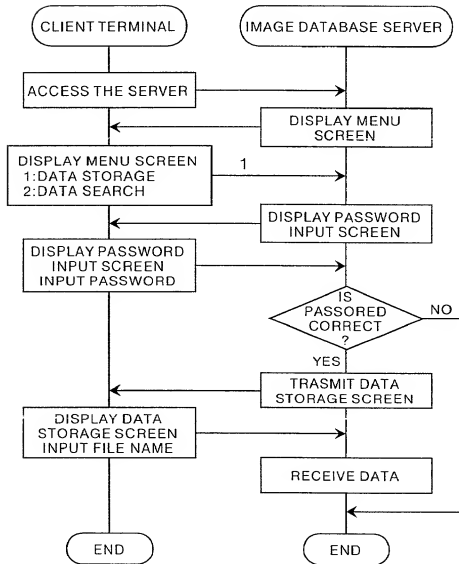 CLIENT TERMINAL
IMAGE DATABASE SERVER
ACCESS THE SERVER
DISPLAY MENU
SCREEN
DISPLAY MENU SCREEN
1:DATA STORAGE
2:DATA SEARCH
1
DISPLAY PASSWORD
INPUT SCREEN
DISPLAY PASSWORD
INPUT SCREEN
INPUT PASSWORD
IS
PASSORED
CORRECT
?
NO
YES
TRASMIT DATA
STORAGE SCREEN
DISPLAY DATA
STORAGE SCREEN
INPUT FILE NAME
RECEIVE DATA
END
END